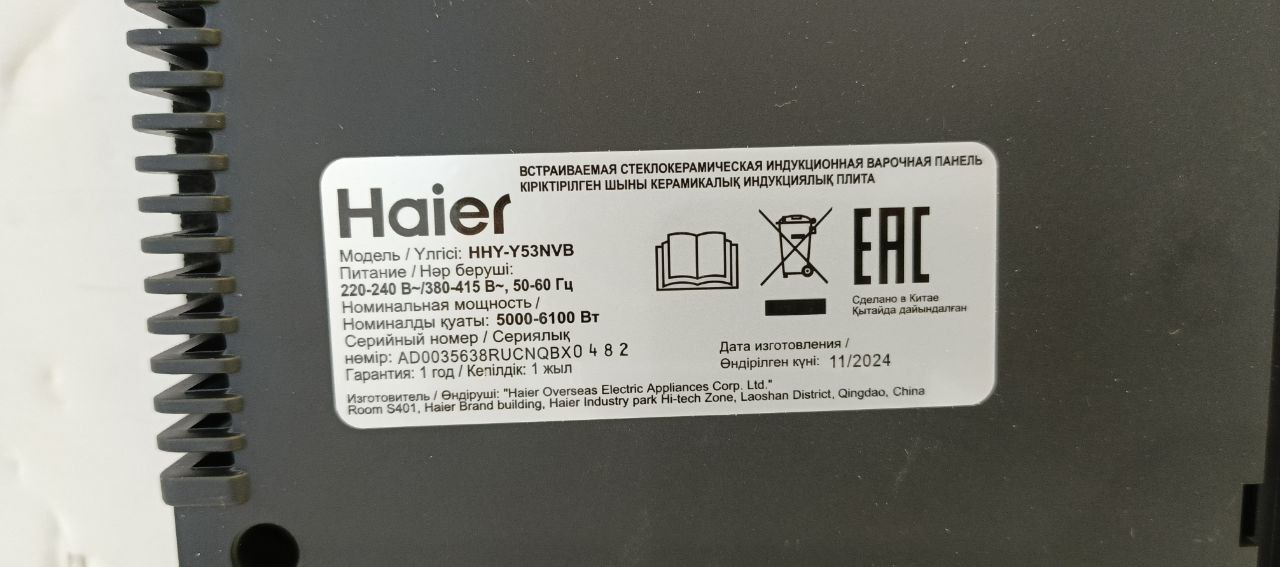 ВСТРАИВАЕМАЯ СТЕКЛОКЕРАМИЧЕСКАЯ ИНДУКЦИОННАЯ ВАРОЧНАЯ ПАНЕЛЬ
КІРІКТІРІЛГЕН ШЫНЫ КЕРАМИКАЛЫҚ ИНДУКЦИЯЛЫҚ ПЛИТА
Haier
Модель / Үлгісі: HHY-Y53NVB
Питание / Нәр беруші:
220-240 В~/380-415 В~, 50-60 Гц
Номинальная мощность /
Номиналды қуаты: 5000-6100 Вт
Серийный номер / Сериялық
нөмір: AD0035638RUCNQBX0482
Гарантия: 1 год / Кепілдік: 1 жыл
EAC
Сделано в Китае
Қытайда дайындалған
Дата изготовления /
Өндірілген күні: 11/2024
Изготовитель / Өндіруші: "Haier Overseas Electric Appliances Corp. Ltd."
Room S401, Haier Brand building, Haier Industry park Hi-tech Zone, Laoshan District, Qingdao, China